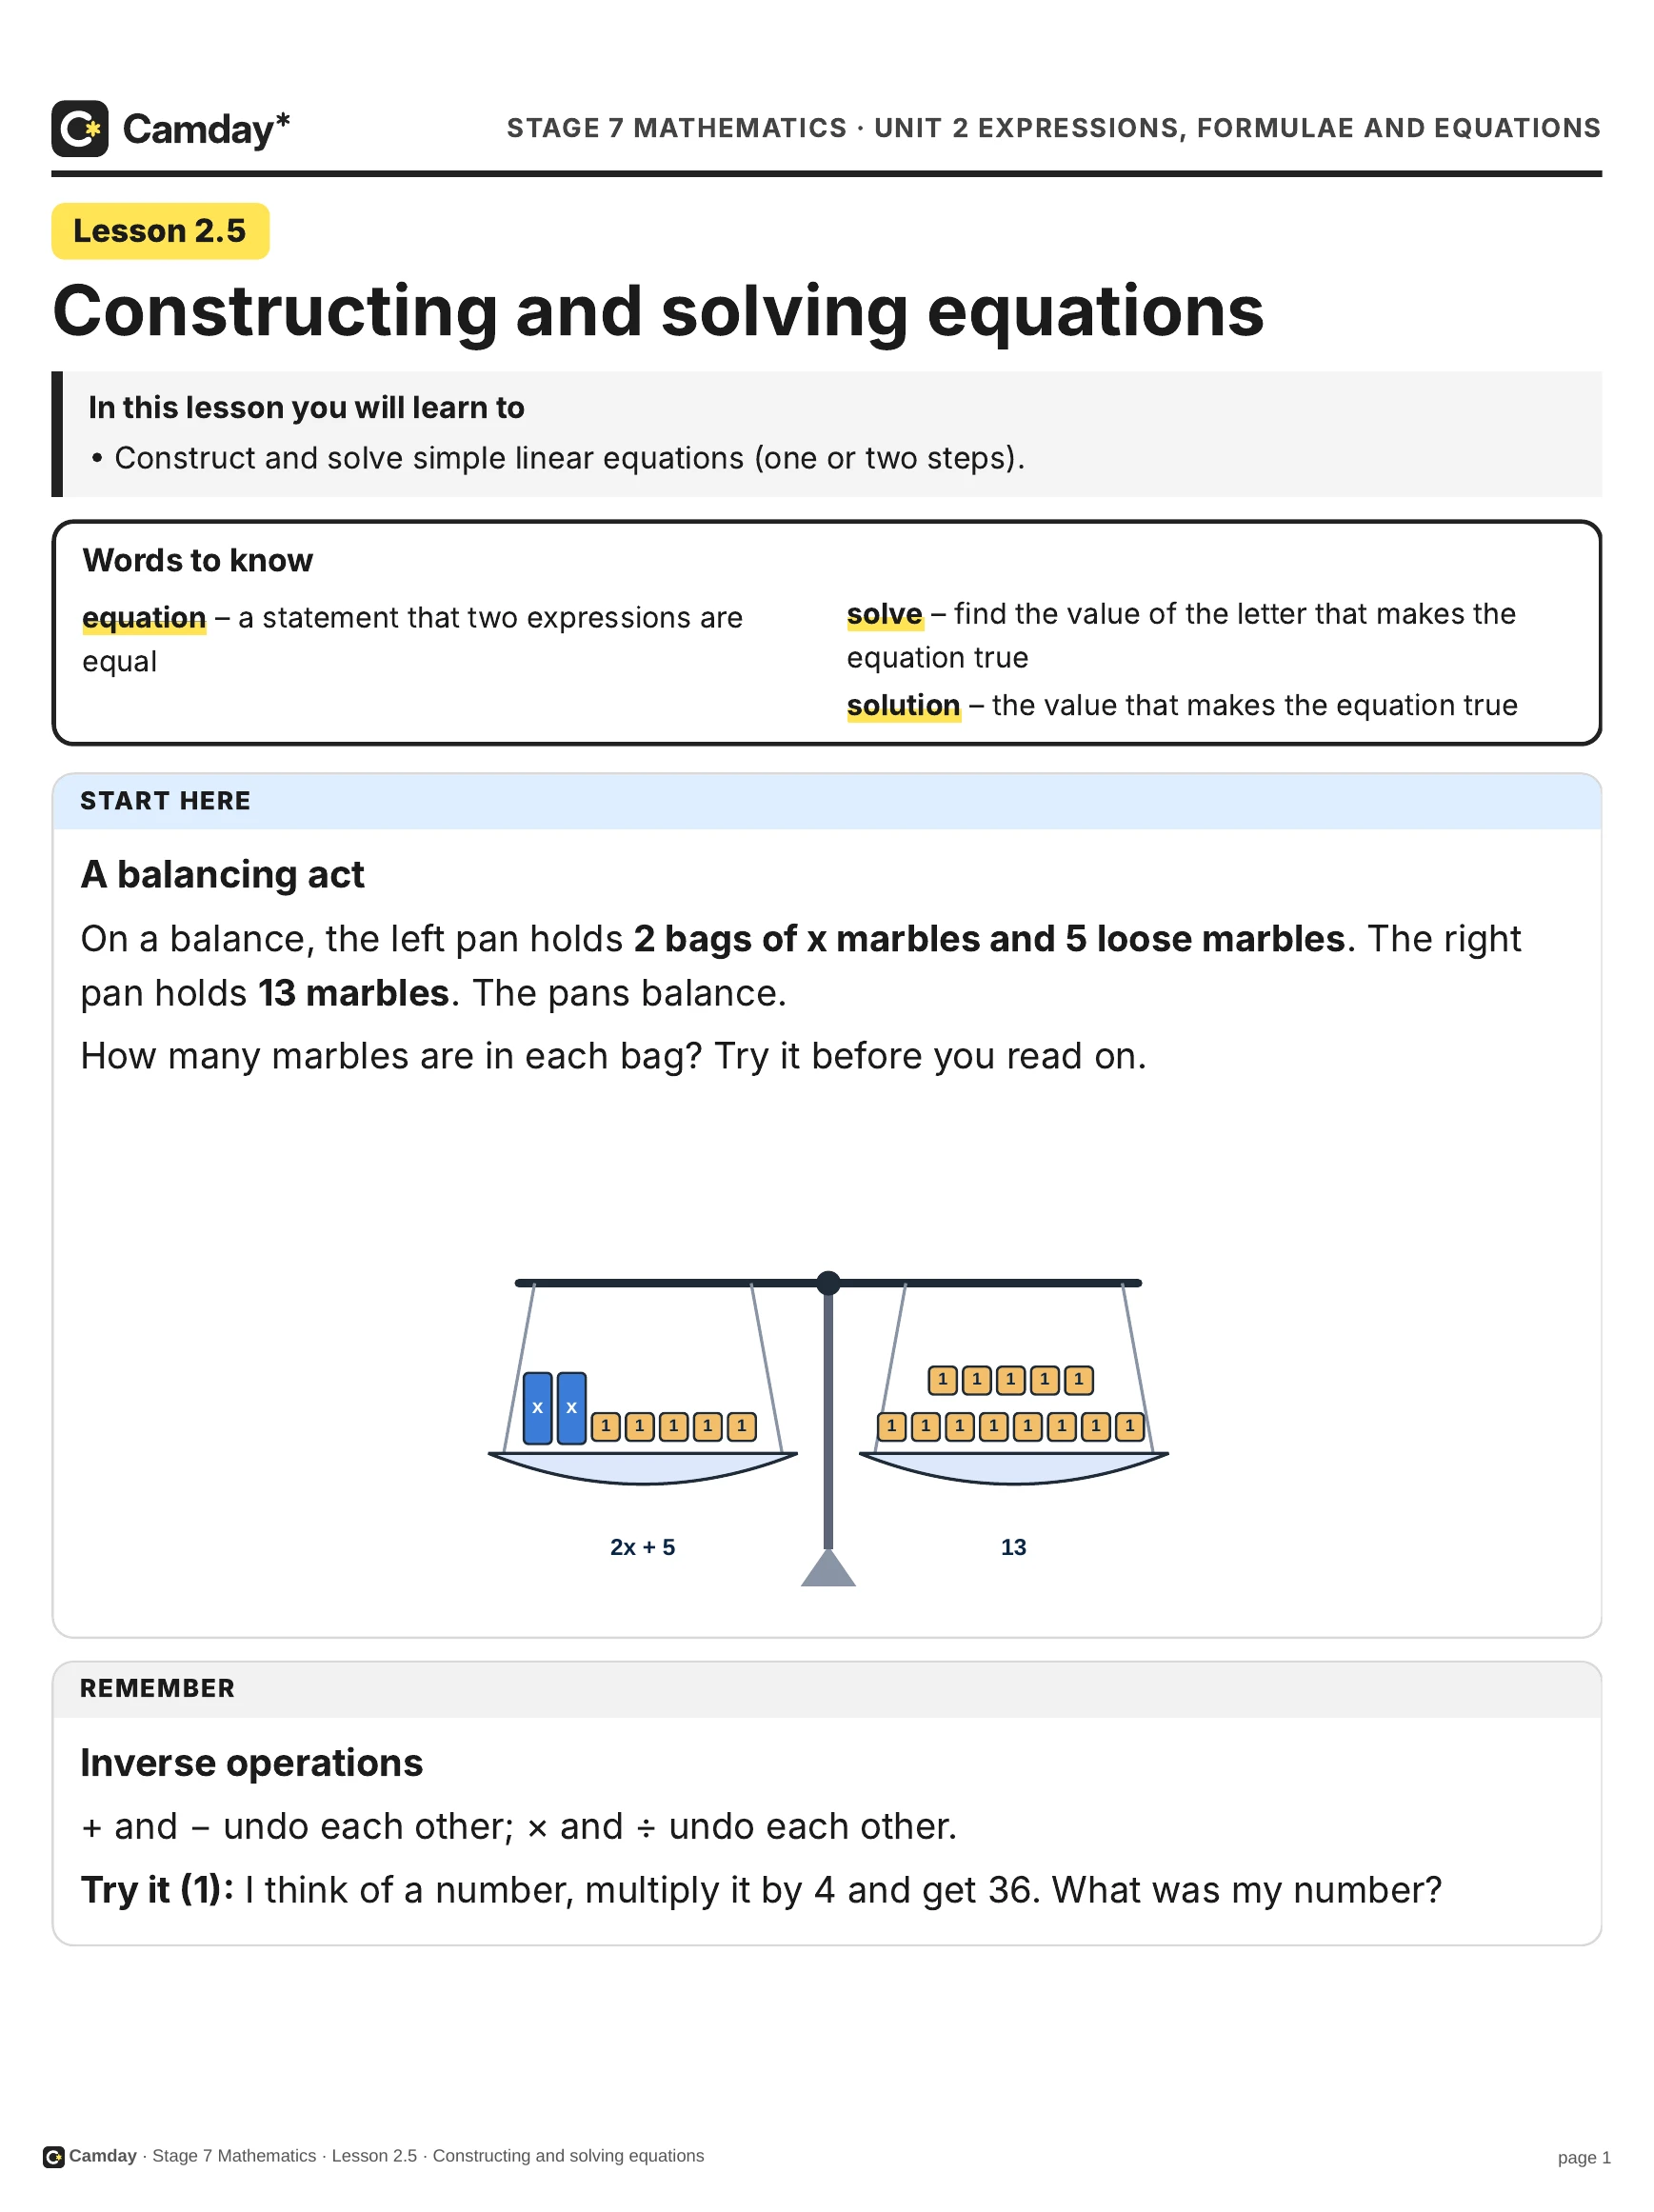 Camday*
STAGE 7 MATHEMATICS · UNIT 2 EXPRESSIONS, FORMULAE AND EQUATIONS
Lesson 2.5
Constructing and solving equations
In this lesson you will learn to
• Construct and solve simple linear equations (one or two steps).
Words to know
equation – a statement that two expressions are
equal
solve – find the value of the letter that makes the
equation true
solution – the value that makes the equation true
START HERE
A balancing act
On a balance, the left pan holds 2 bags of x marbles and 5 loose marbles. The right
pan holds 13 marbles. The pans balance.
How many marbles are in each bag? Try it before you read on.
1 1 1 1 1
x x 1 1 1 1 1
1 1 1 1 1 1 1 1
2x + 5
13
REMEMBER
Inverse operations
+ and − undo each other; × and ÷ undo each other.
Try it (1): I think of a number, multiply it by 4 and get 36. What was my number?
Camday · Stage 7 Mathematics · Lesson 2.5 · Constructing and solving equations
page 1